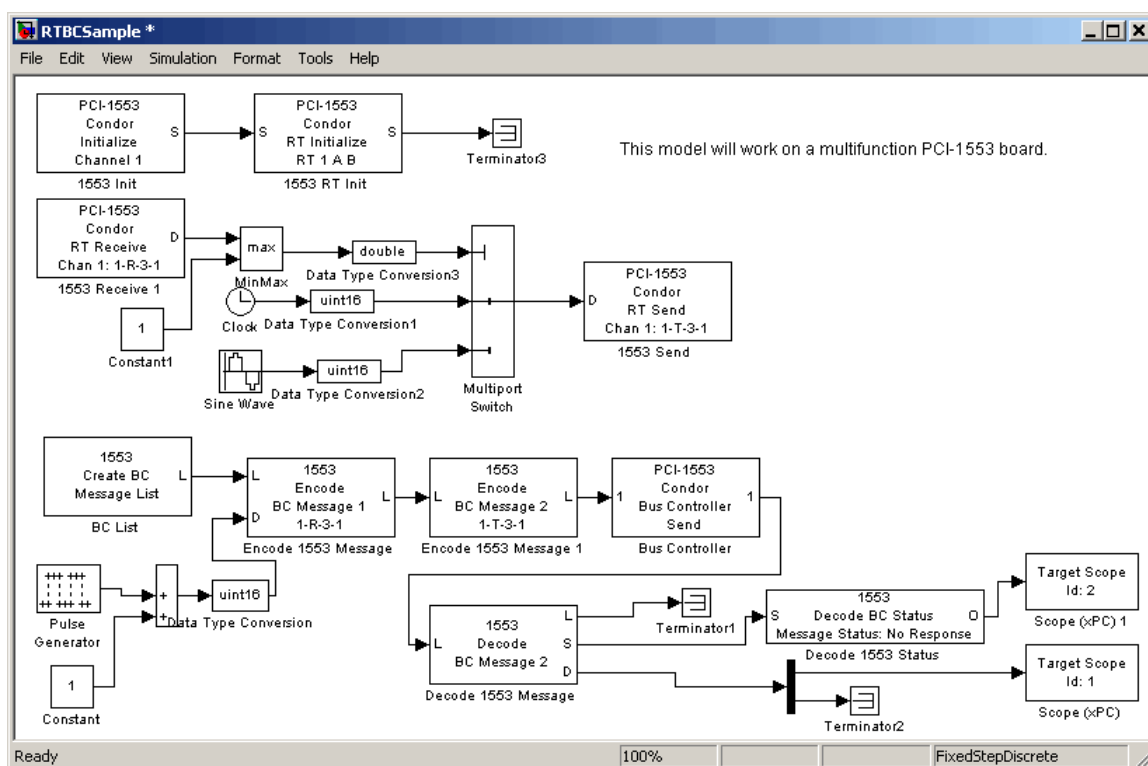 RTBCSample *
File Edit View Simulation Format Tools Help
PCI-1553
Condor
Initialize
Channel 1
S
1553 Init
S
PCI-1553
Condor
RT Initialize
RT 1 A B
S
1553 RT Init
Terminator3
This model will work on a multifunction PCI-1553 board.
PCI-1553
Condor
RT Receive
Chan 1: 1-R-3-1
D
1553 Receive 1
max
MinMax
double
Data Type Conversion3
Clock
uint16
Data Type Conversion1
1
Constant1
Sine Wave
uint16
Data Type Conversion2
Multiport
Switch
D
PCI-1553
Condor
RT Send
Chan 1: 1-T-3-1
1553 Send
1553
Create BC
Message List
L
BC List
L
D
1553
Encode
BC Message 1
1-R-3-1
L
Encode 1553 Message
L
1553
Encode
BC Message 2
1-T-3-1
L
Encode 1553 Message 1
1
PCI-1553
Condor
Bus Controller
Send
1
Bus Controller
Pulse
Generator
+
+
uint16
Data Type Conversion
1
Constant
L
1553
Decode
BC Message 2
L
S
D
Decode 1553 Message
Terminator1
S
1553
Decode BC Status
Message Status: No Response
O
Decode 1553 Status
Terminator2
Target Scope
Id: 2
Scope (xPC) 1
Target Scope
Id: 1
Scope (xPC)
Ready 100% FixedStepDiscrete